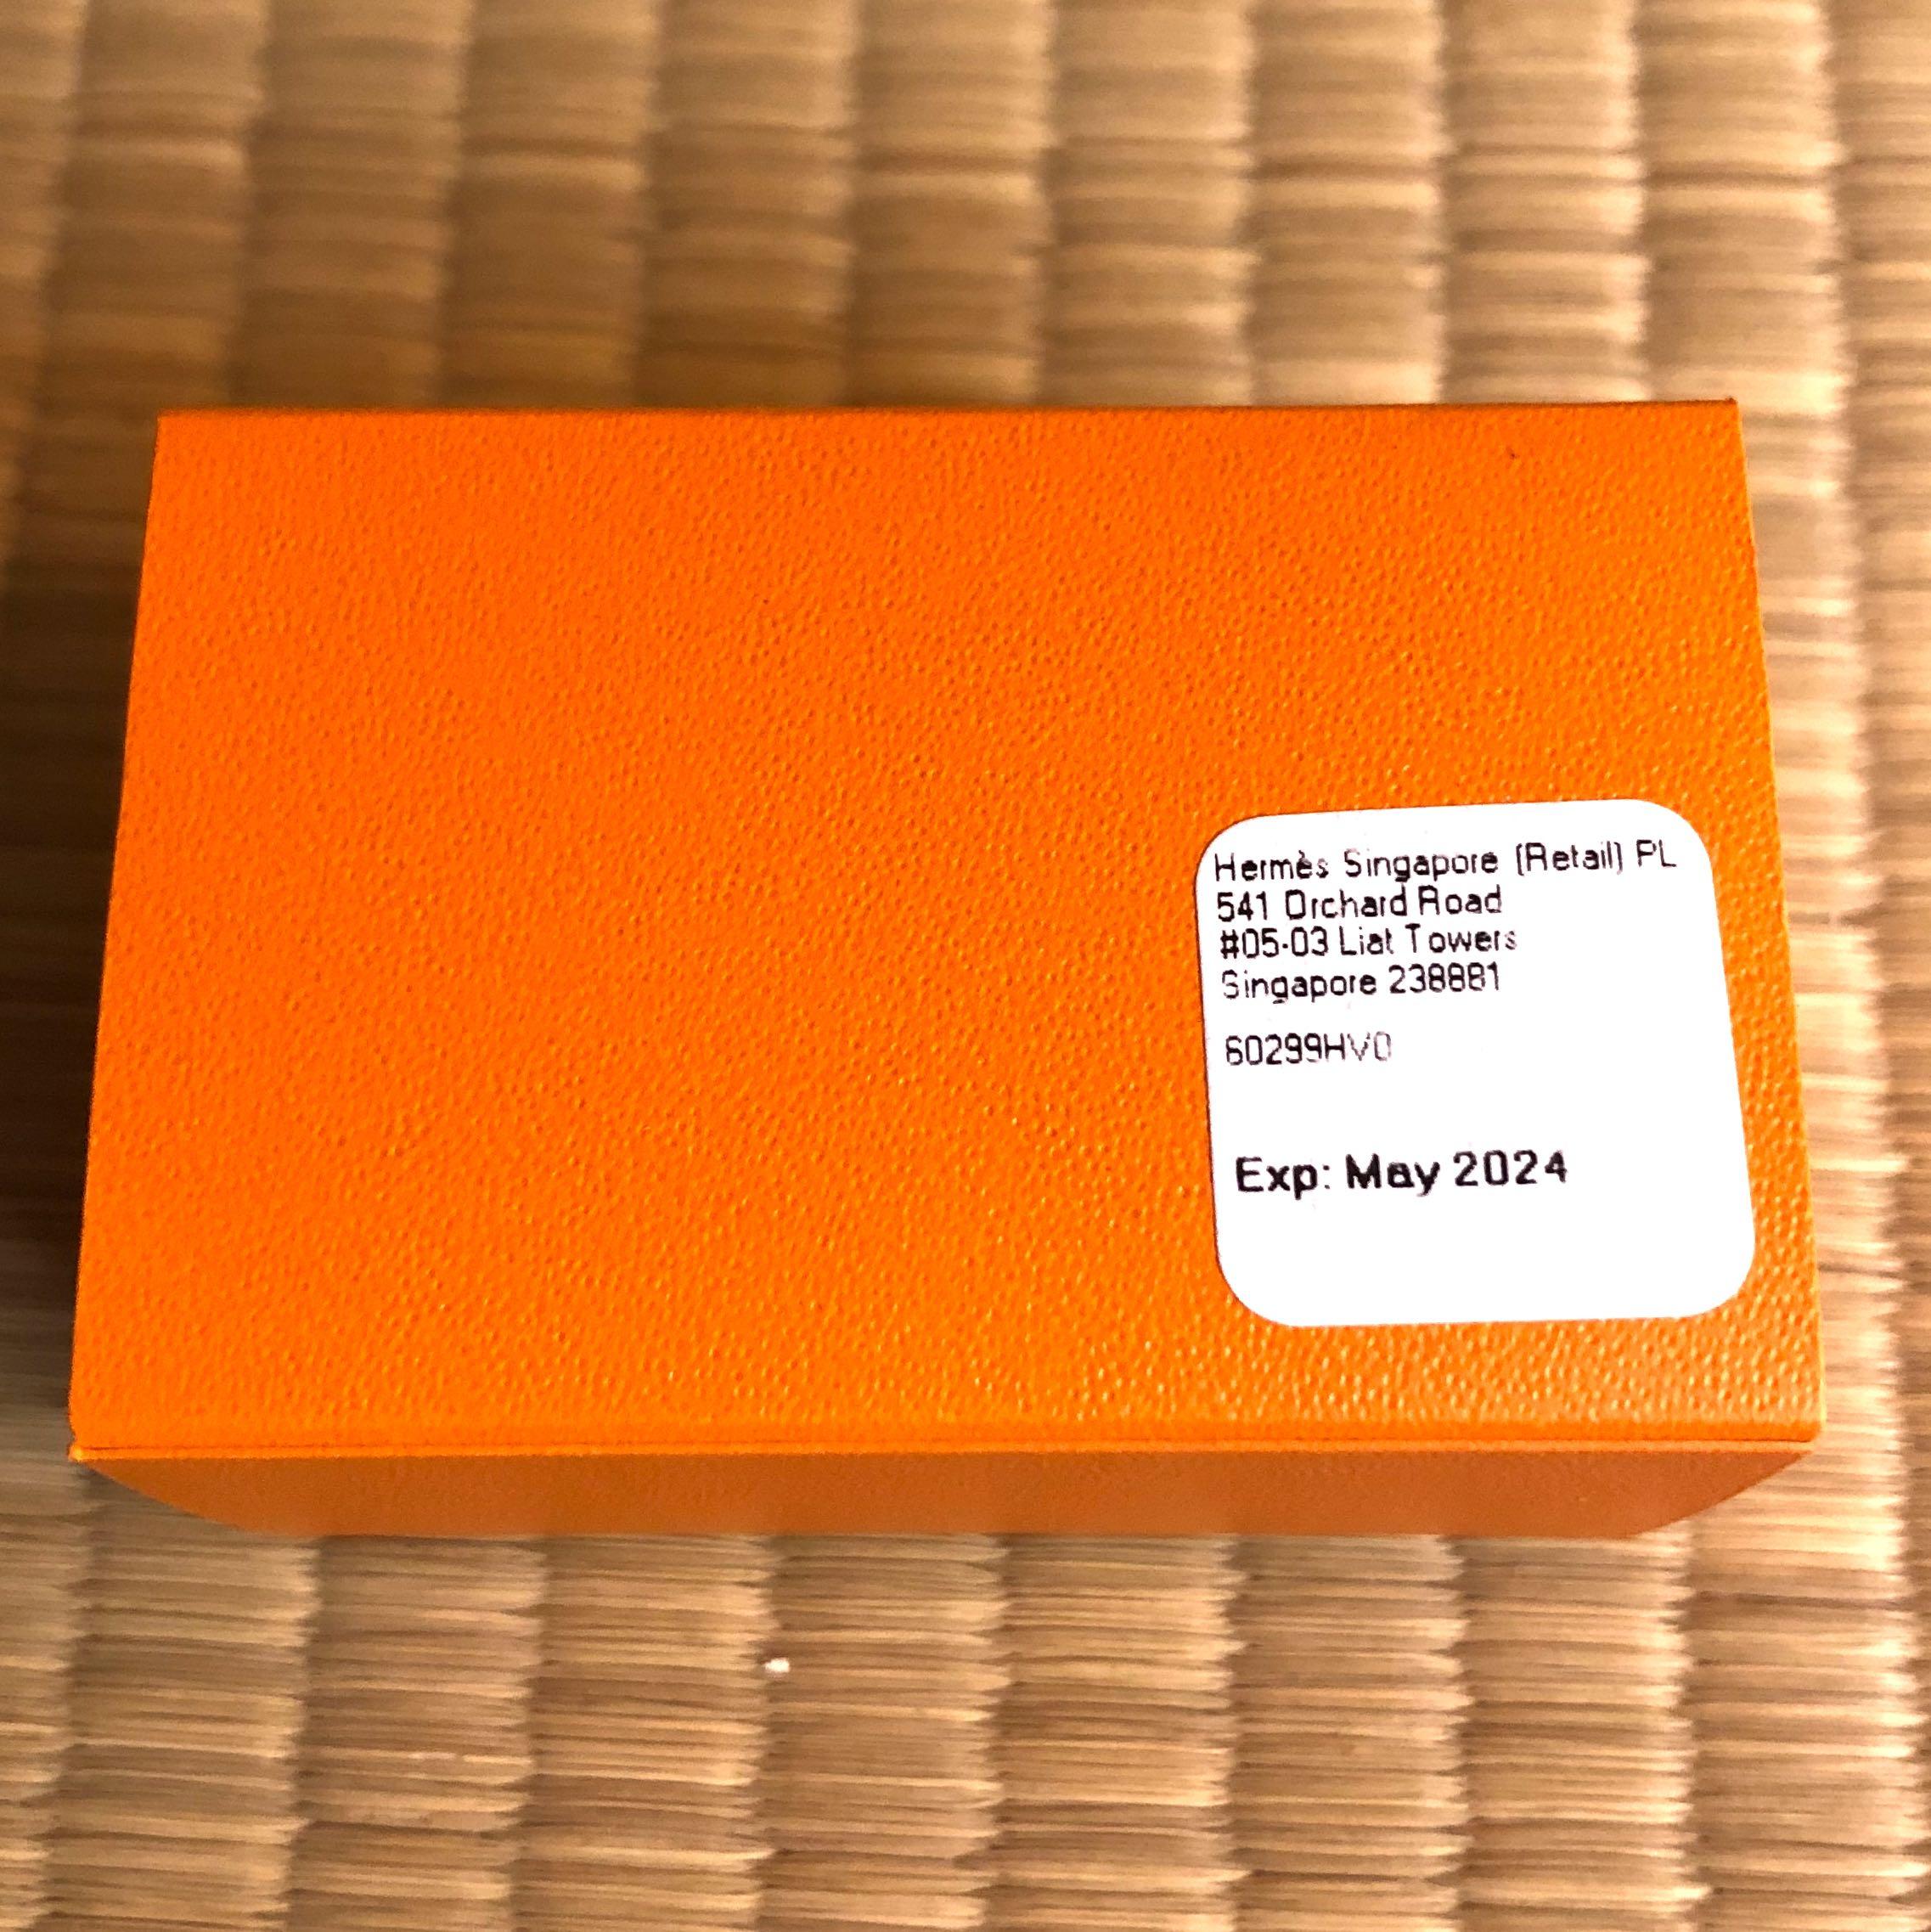 Hermès Singapore (Retail) PL
541 Orchard Road
#05-03 Liat Towers
Singapore 238881
60299HV0
Exp: May 2024